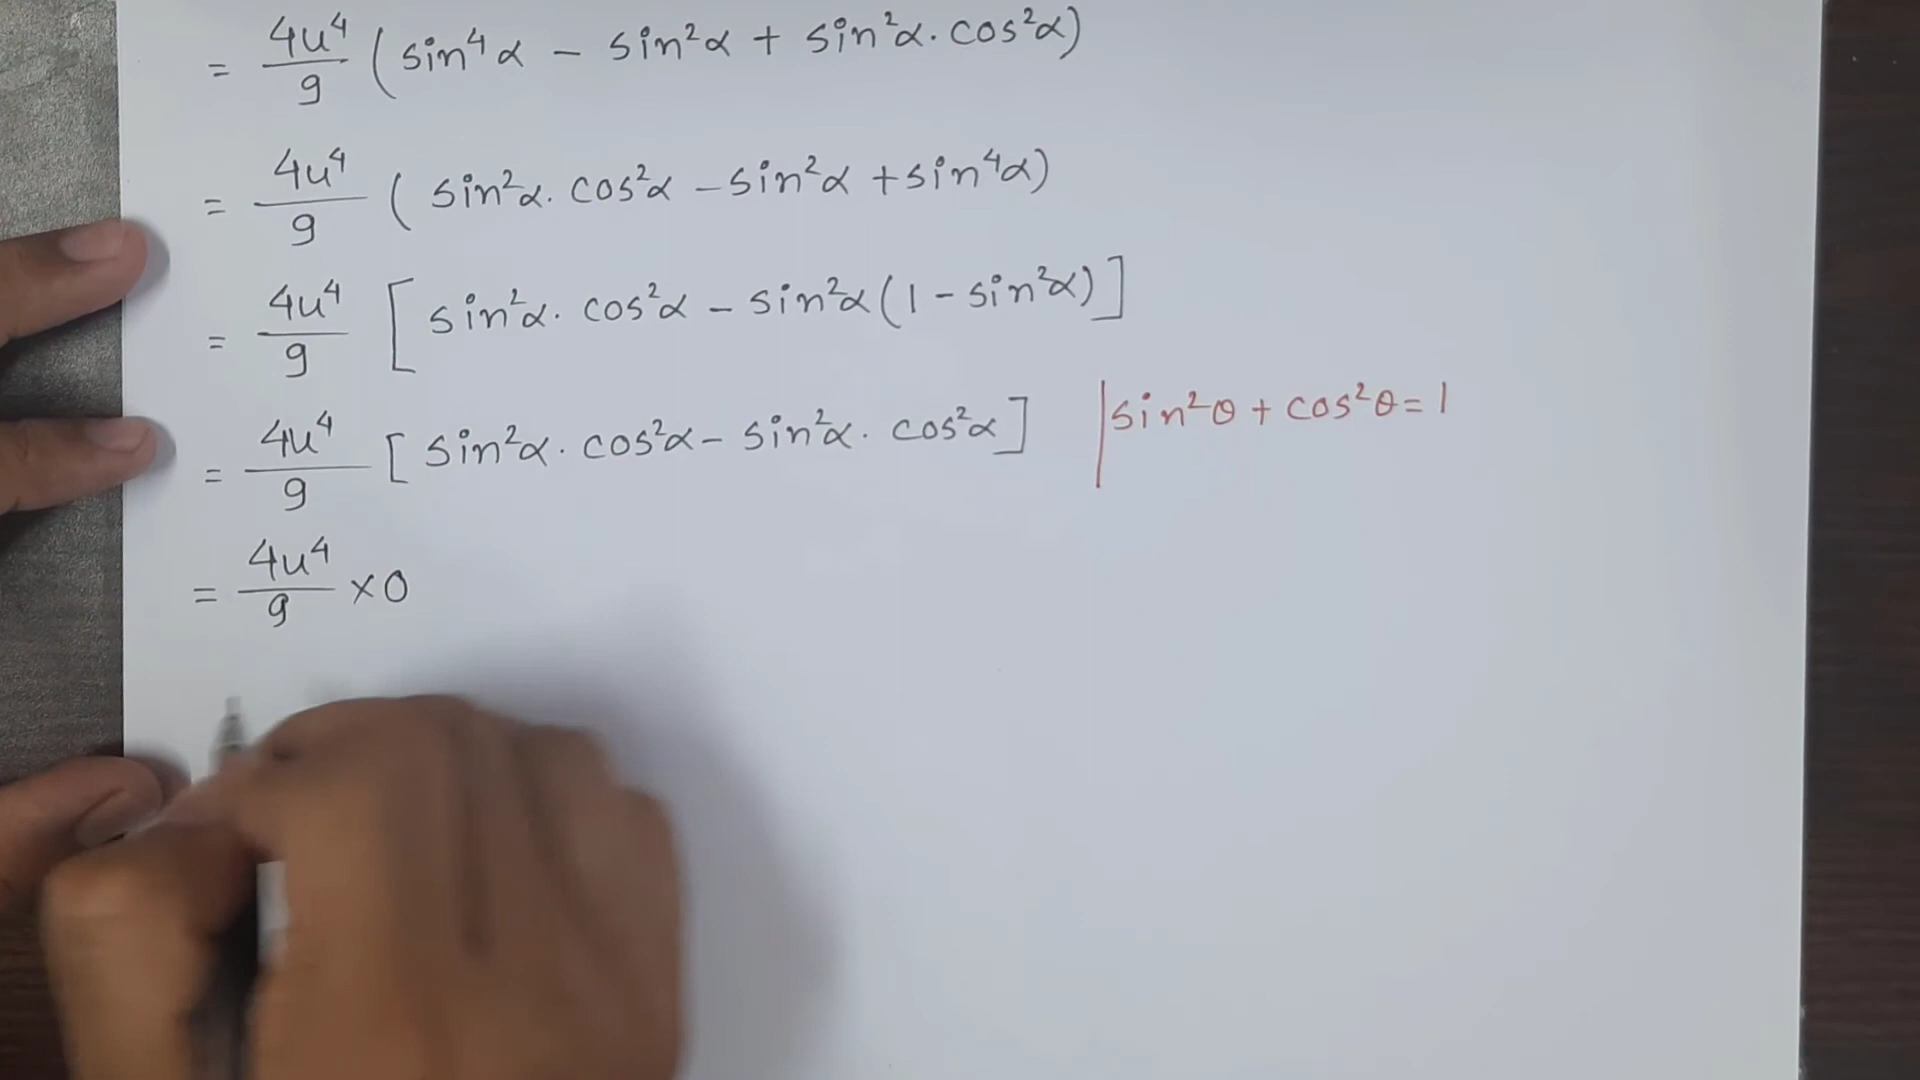 = 4u⁴/9 (sin⁴α − sin²α + sin²α. cos²α)
= 4u⁴/9 ( sin²α. cos²α − sin²α + sin⁴α)
= 4u⁴/9 [ sin²α. cos²α − sin²α (1 − sin²α) ]
= 4u⁴/9 [ sin²α. cos²α − sin²α. cos²α ] | sin²θ + cos²θ = 1
= 4u⁴/9 × 0